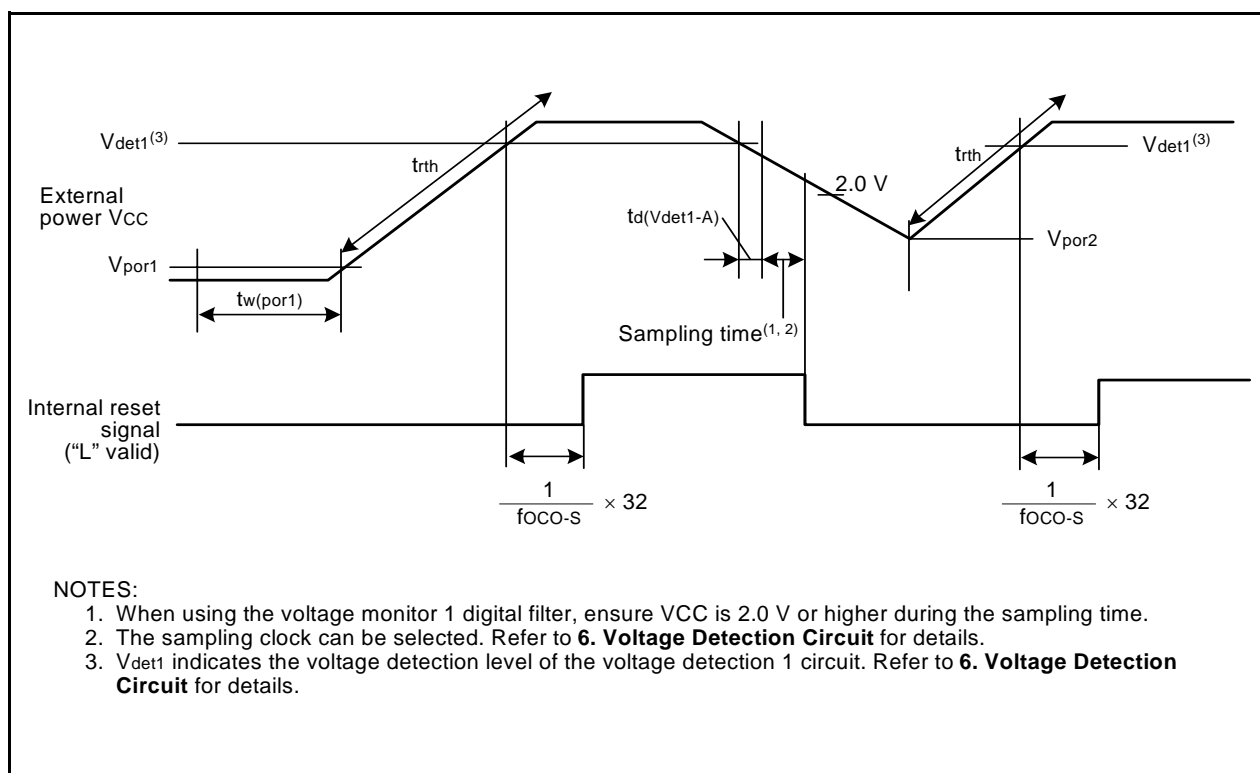 Vdet1(3)
trth
External
power VCC
Vpor1
tw(por1)
td(Vdet1-A)
2.0 V
Sampling time(1, 2)
trth
Vdet1(3)
Vpor2
Internal reset
signal
(“L” valid)
1
fOCO-S
× 32
1
fOCO-S
× 32
NOTES:
1. When using the voltage monitor 1 digital filter, ensure VCC is 2.0 V or higher during the sampling time.
2. The sampling clock can be selected. Refer to 6. Voltage Detection Circuit for details.
3. Vdet1 indicates the voltage detection level of the voltage detection 1 circuit. Refer to 6. Voltage Detection
Circuit for details.